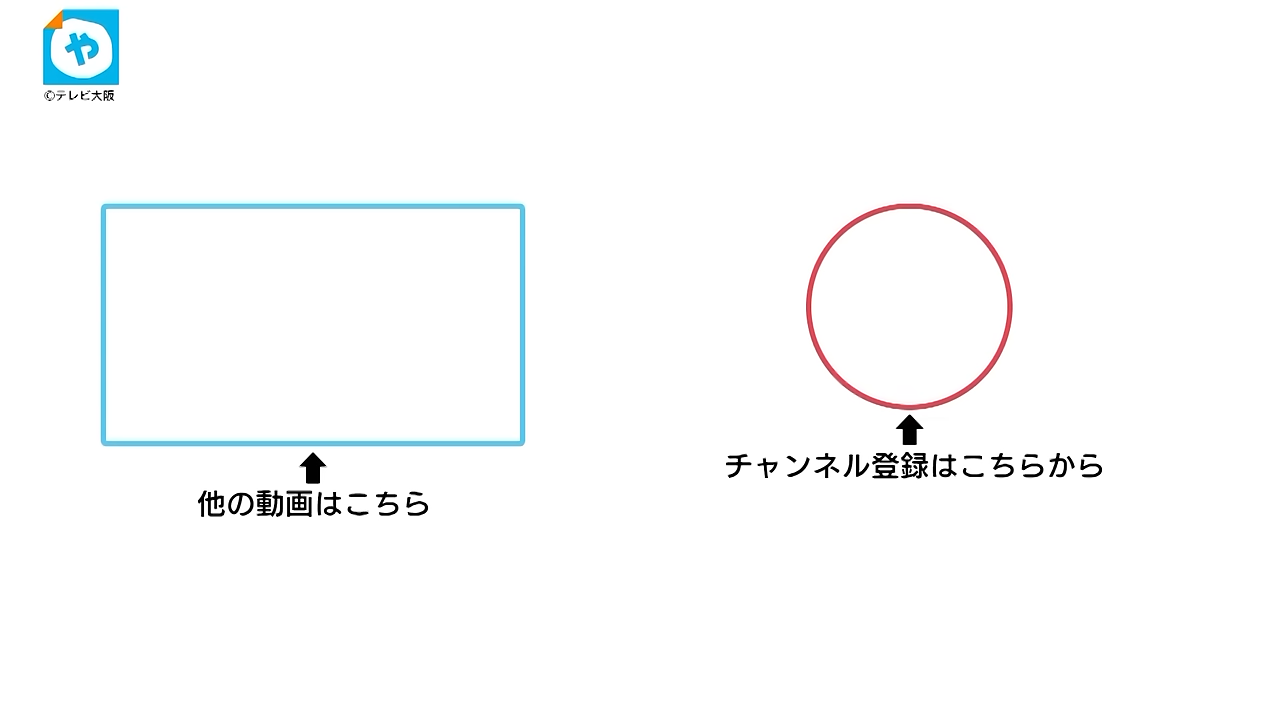 や
©テレビ大阪
他の動画はこちら
チャンネル登録はこちらから